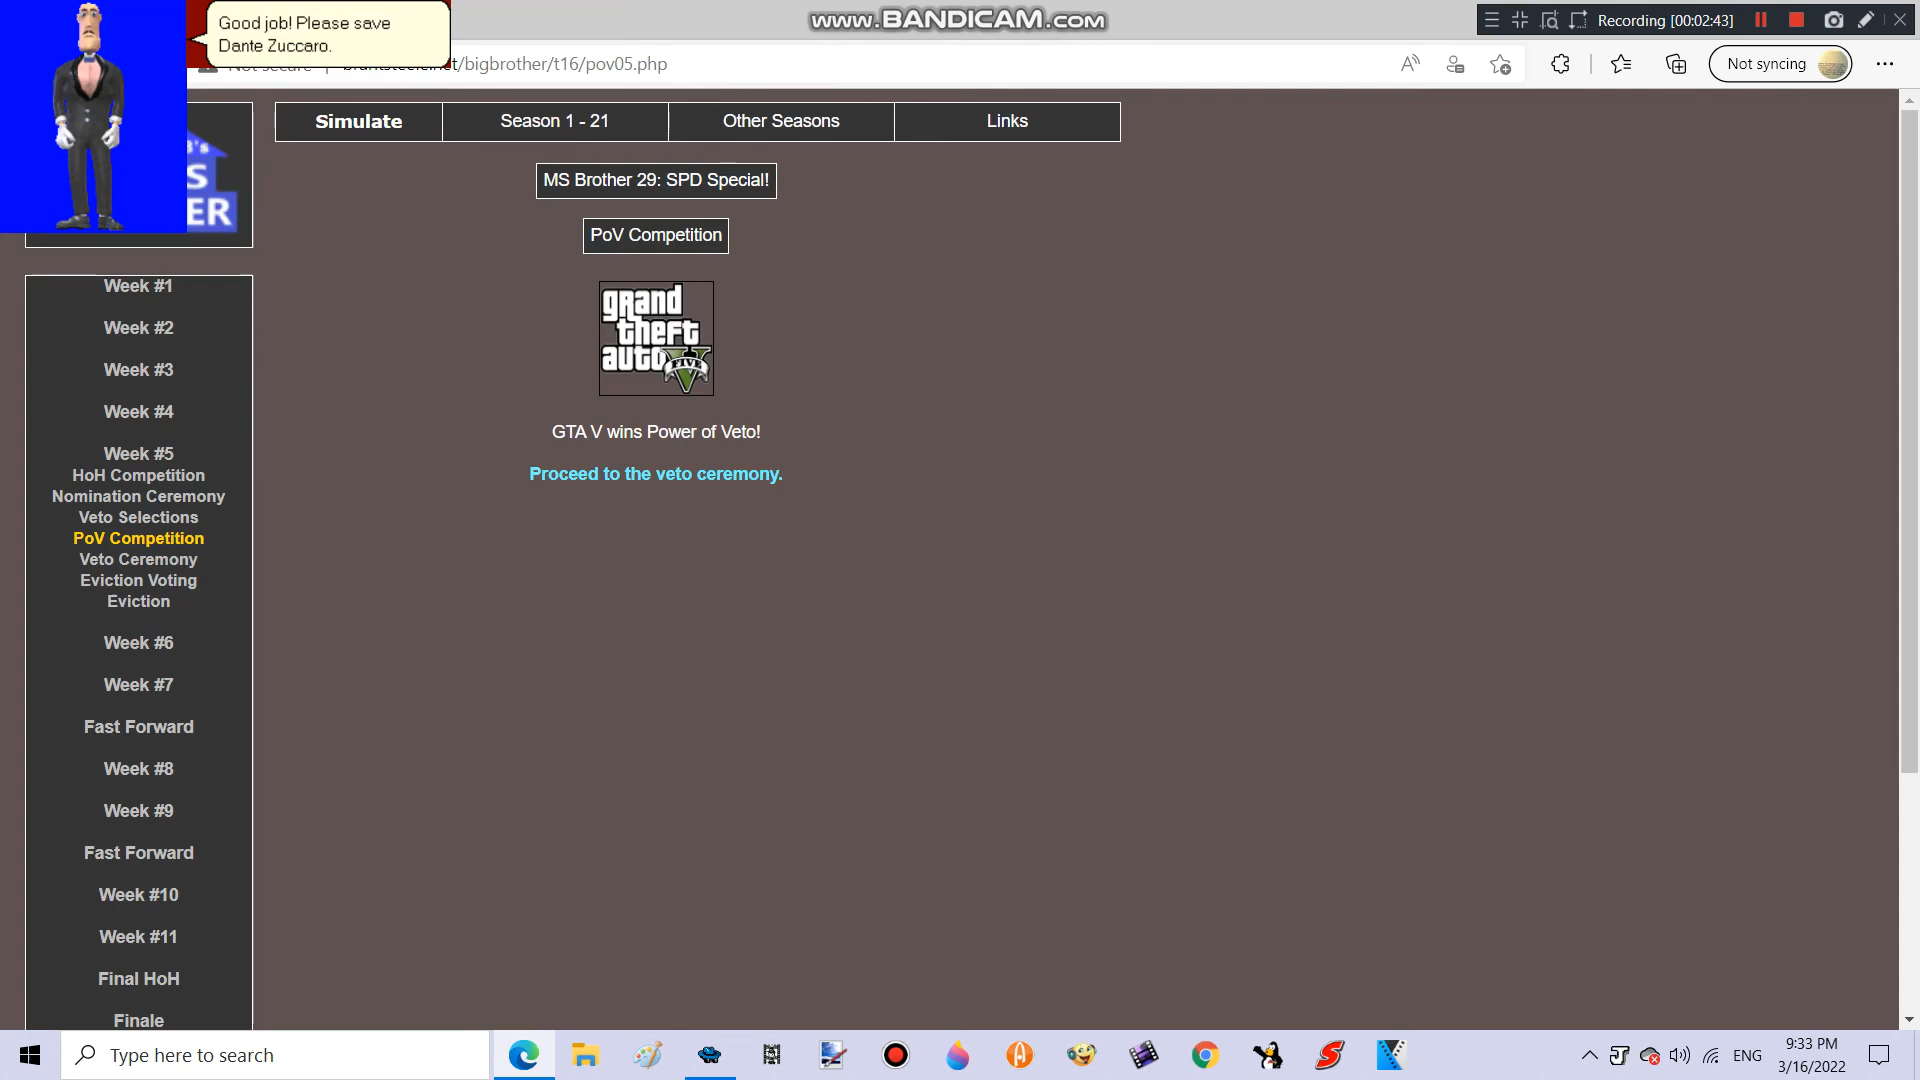 Good job! Please save
Dante Zuccaro.
www.BANDICAM.com
Recording [00:02:43]
/bigbrother/t16/pov05.php
Not syncing
Simulate
Season 1 - 21
Other Seasons
Links
MS Brother 29: SPD Special!
PoV Competition
grand
theft
auto V
FIVE
GTA V wins Power of Veto!
Proceed to the veto ceremony.
Week #1
Week #2
Week #3
Week #4
Week #5
HoH Competition
Nomination Ceremony
Veto Selections
PoV Competition
Veto Ceremony
Eviction Voting
Eviction
Week #6
Week #7
Fast Forward
Week #8
Week #9
Fast Forward
Week #10
Week #11
Final HoH
Finale
Type here to search
ENG
9:33 PM
3/16/2022